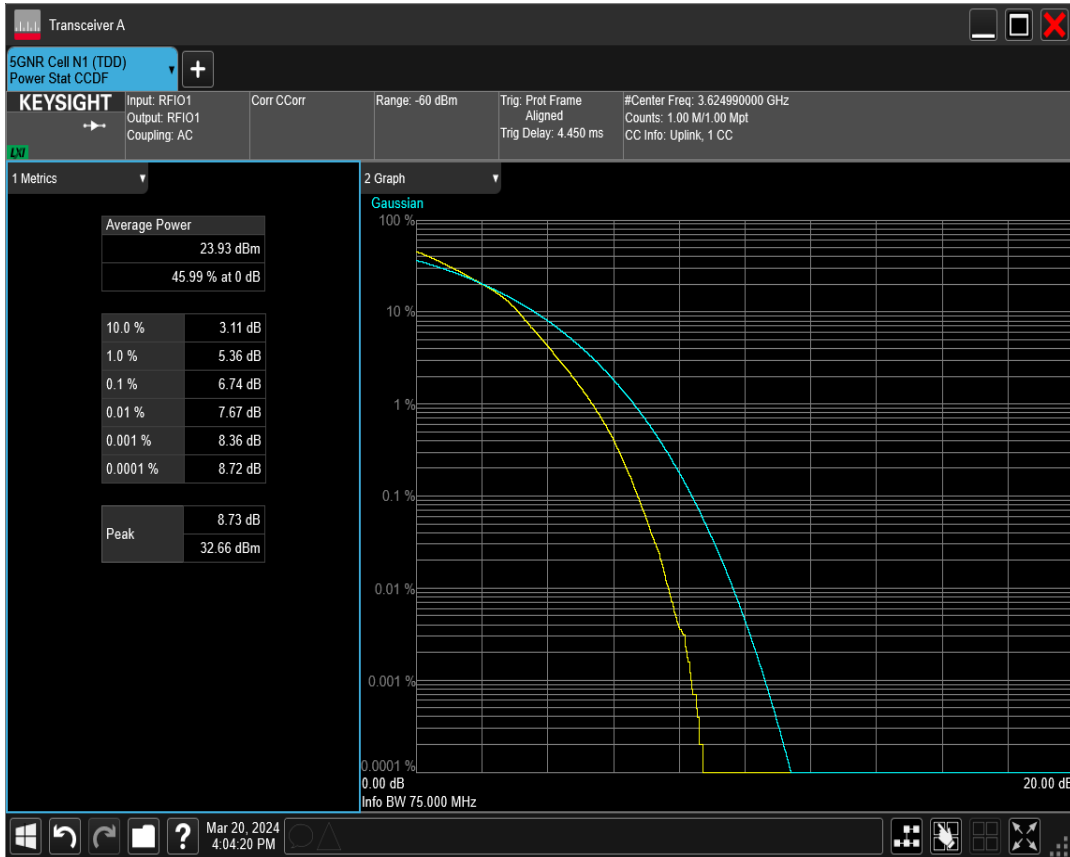 Transceiver A
5GNR Cell N1 (TDD)
Power Stat CCDF
KEYSIGHT
LXI
Input: RFIO1
Output: RFIO1
Coupling: AC
Corr CCorr
Range: -60 dBm
Trig: Prot Frame
Aligned
Trig Delay: 4.450 ms
#Center Freq: 3.624990000 GHz
Counts: 1.00 M/1.00 Mpt
CC Info: Uplink, 1 CC
1 Metrics
Average Power
23.93 dBm
45.99 % at 0 dB
10.0 % 3.11 dB
1.0 % 5.36 dB
0.1 % 6.74 dB
0.01 % 7.67 dB
0.001 % 8.36 dB
0.0001 % 8.72 dB
Peak
8.73 dB
32.66 dBm
2 Graph
Gaussian
100 %
10 %
1 %
0.1 %
0.01 %
0.001 %
0.0001 %
0.00 dB 20.00 dB
Info BW 75.000 MHz
?
Mar 20, 2024
4:04:20 PM